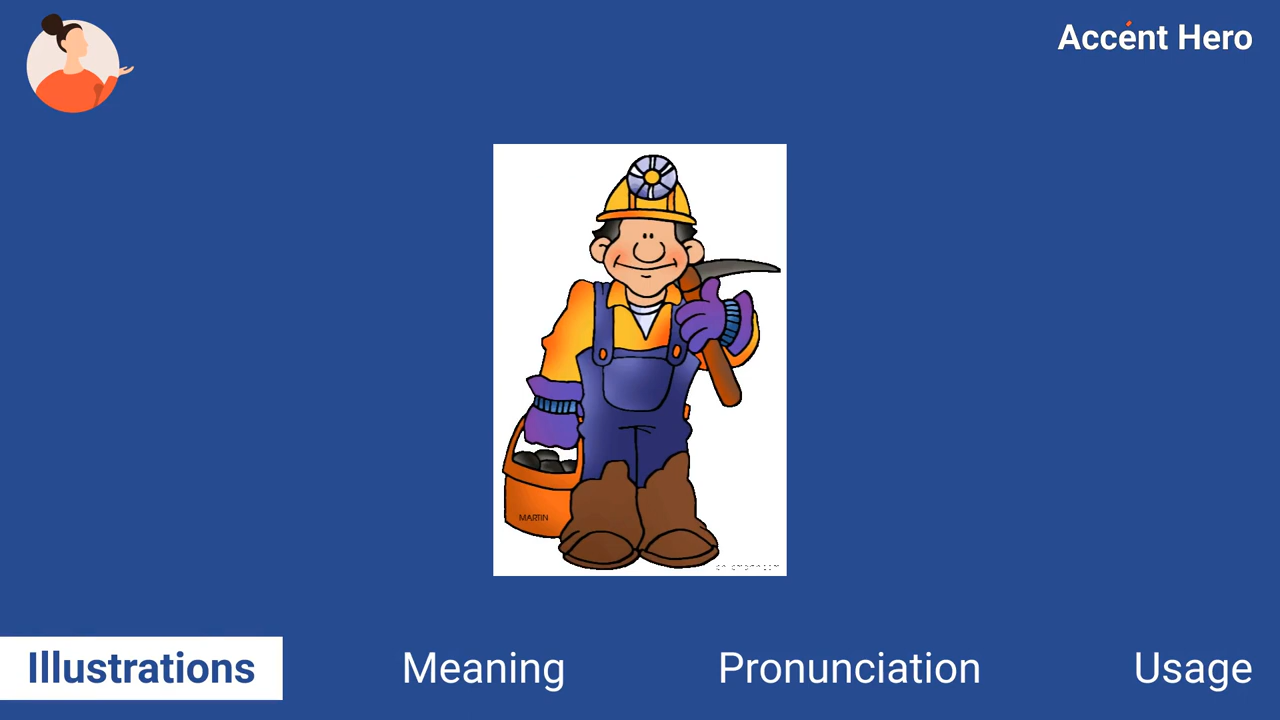 Accent Hero
MARTIN
Illustrations
Meaning
Pronunciation
Usage